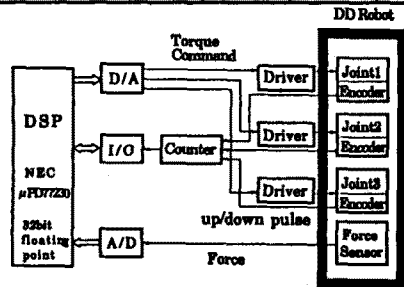 DD Robot
Torque
Command
D/A
Driver
Joint1
Encoder
DSP
NEC
μPD77230
32bit
floating
point
I/O
Counter
Driver
Joint2
Encoder
Driver
Joint3
Encoder
up/down pulse
A/D
Force
Force
Sensor